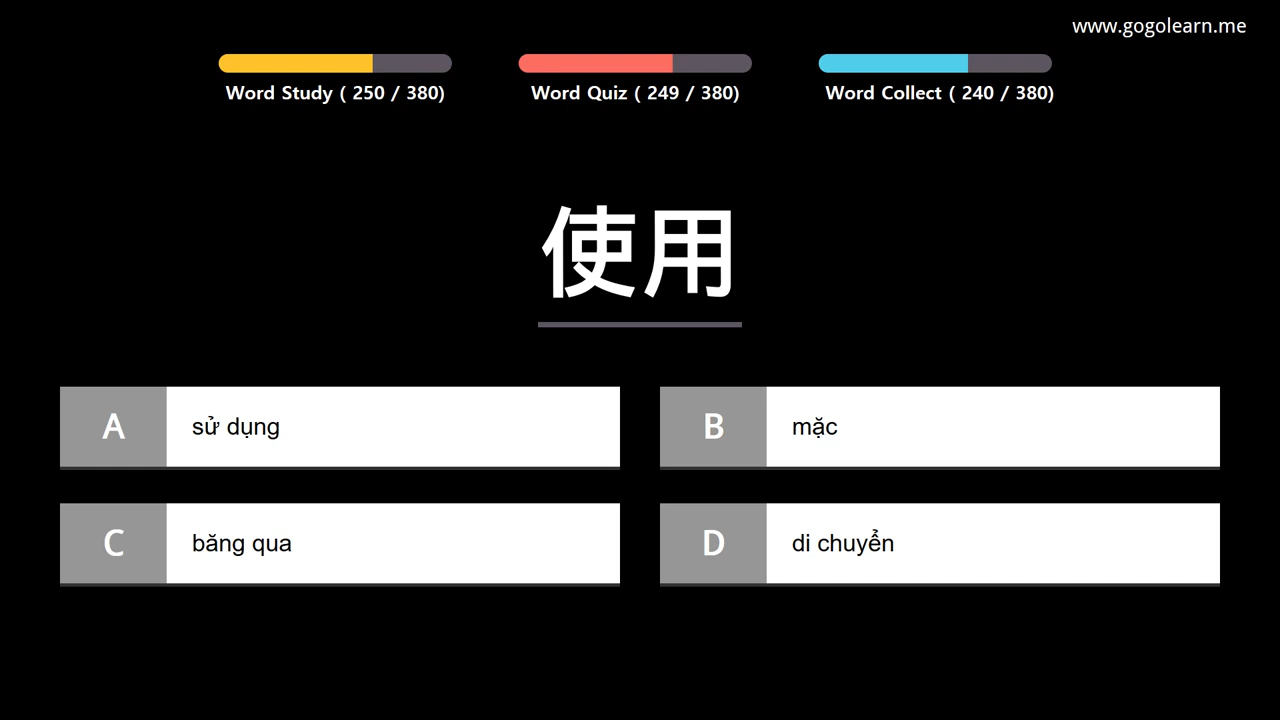 www.gogolearn.me
Word Study ( 250 / 380)
Word Quiz ( 249 / 380)
Word Collect ( 240 / 380)
使用
A
sử dụng
B
mặc
C
băng qua
D
di chuyển